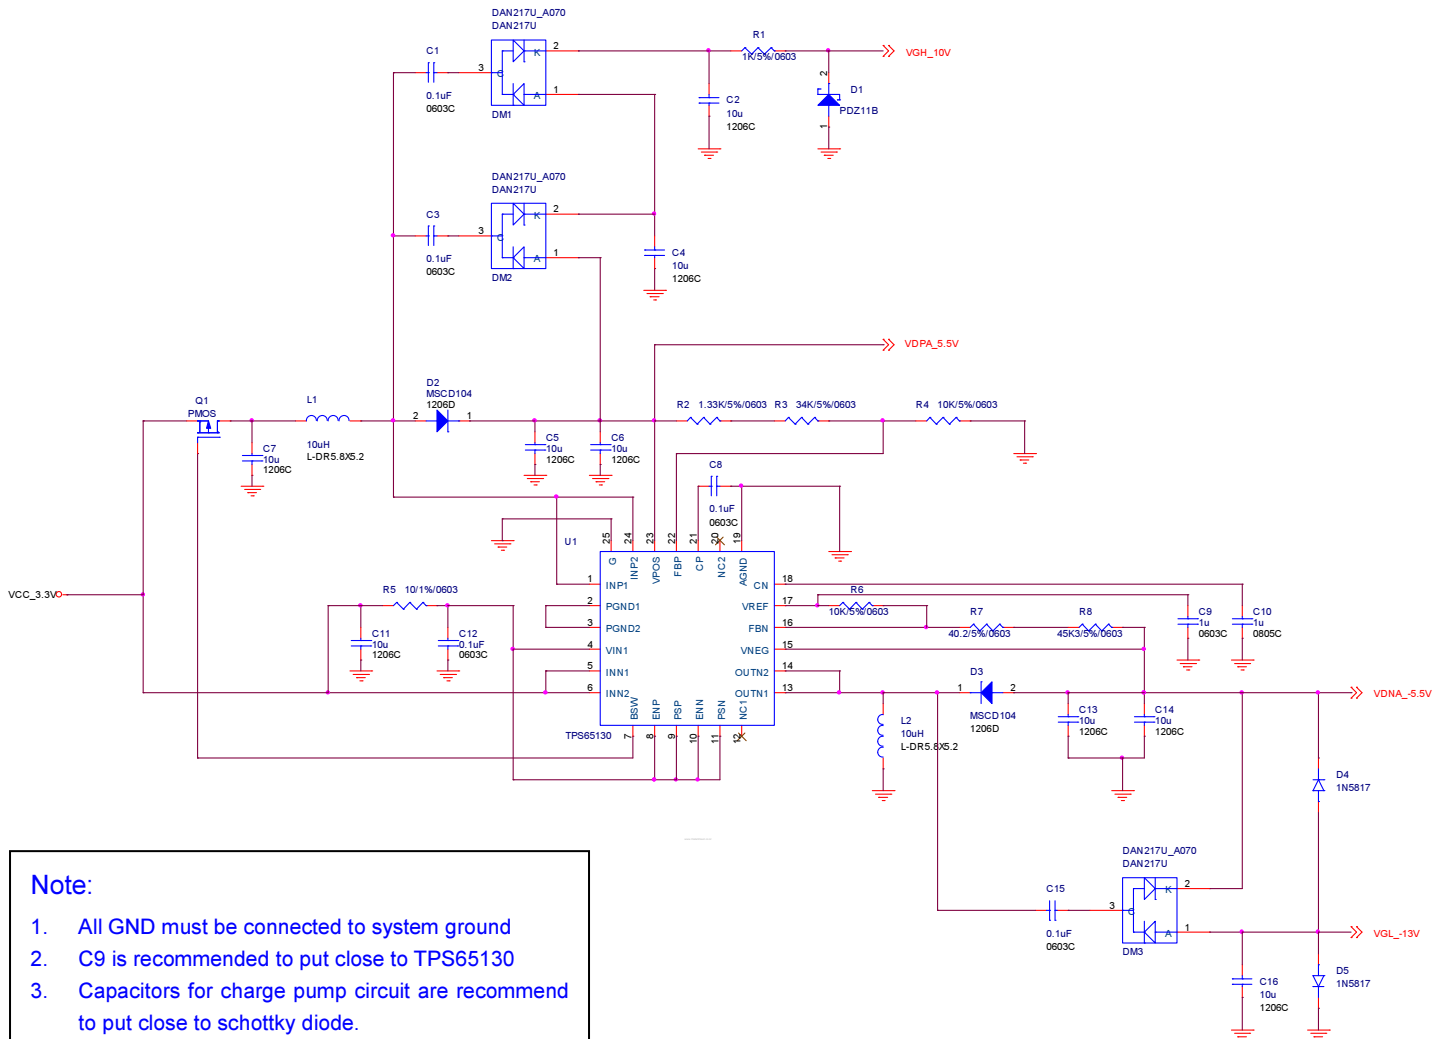 DAN217U_A070
DAN217U
C1
0.1uF
0603C
3
C
K
A
2
1
DM1
R1
1K/5%/0603
VGH_10V
C2
10u
1206C
2
D1
PDZ11B
1
DAN217U_A070
DAN217U
C3
0.1uF
0603C
3
C
K
A
2
1
DM2
C4
10u
1206C
VDPA_5.5V
Q1
PMOS
L1
10uH
L-DR5.8X5.2
C7
10u
1206C
D2
MSCD104
1206D
2
1
C5
10u
1206C
C6
10u
1206C
R2 1.33K/5%/0603
R3 34K/5%/0603
R4 10K/5%/0603
C8
0.1uF
0603C
U1
25
24
23
22
21
20
19
G
INP2
VPOS
FBP
CP
NC2
AGND
VCC_3.3V
R5 10/1%/0603
C11
10u
1206C
C12
0.1uF
0603C
1 INP1
2 PGND1
3 PGND2
4 VIN1
5 INN1
6 INN2
CN 18
VREF 17
FBN 16
VNEG 15
OUTN2 14
OUTN1 13
BSW
ENP
PSP
ENN
PSN
NC1
7
8
9
10
11
12
TPS65130
R6
10K/5%/0603
R7
40.2/5%/0603
R8
45K3/5%/0603
C9
1u
0603C
C10
1u
0805C
D3
1
2
MSCD104
1206D
L2
10uH
L-DR5.8X5.2
C13
10u
1206C
C14
10u
1206C
VDNA_-5.5V
D4
1N5817
DAN217U_A070
DAN217U
C15
0.1uF
0603C
3
C
K
A
2
1
DM3
VGL_-13V
C16
10u
1206C
D5
1N5817
Note:
1. All GND must be connected to system ground
2. C9 is recommended to put close to TPS65130
3. Capacitors for charge pump circuit are recommend
to put close to schottky diode.